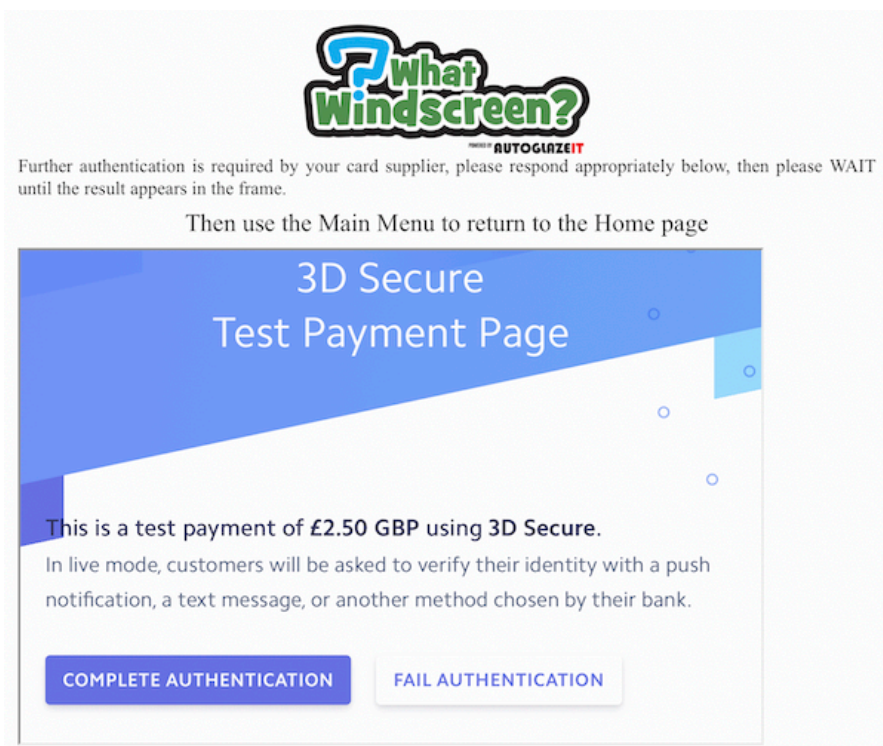 ?What
Windscreen?
POWERED BY AUTOGLAZEIT
Further authentication is required by your card supplier, please respond appropriately below, then please WAIT
until the result appears in the frame.
Then use the Main Menu to return to the Home page
3D Secure
Test Payment Page
This is a test payment of £2.50 GBP using 3D Secure.
In live mode, customers will be asked to verify their identity with a push
notification, a text message, or another method chosen by their bank.
COMPLETE AUTHENTICATION FAIL AUTHENTICATION